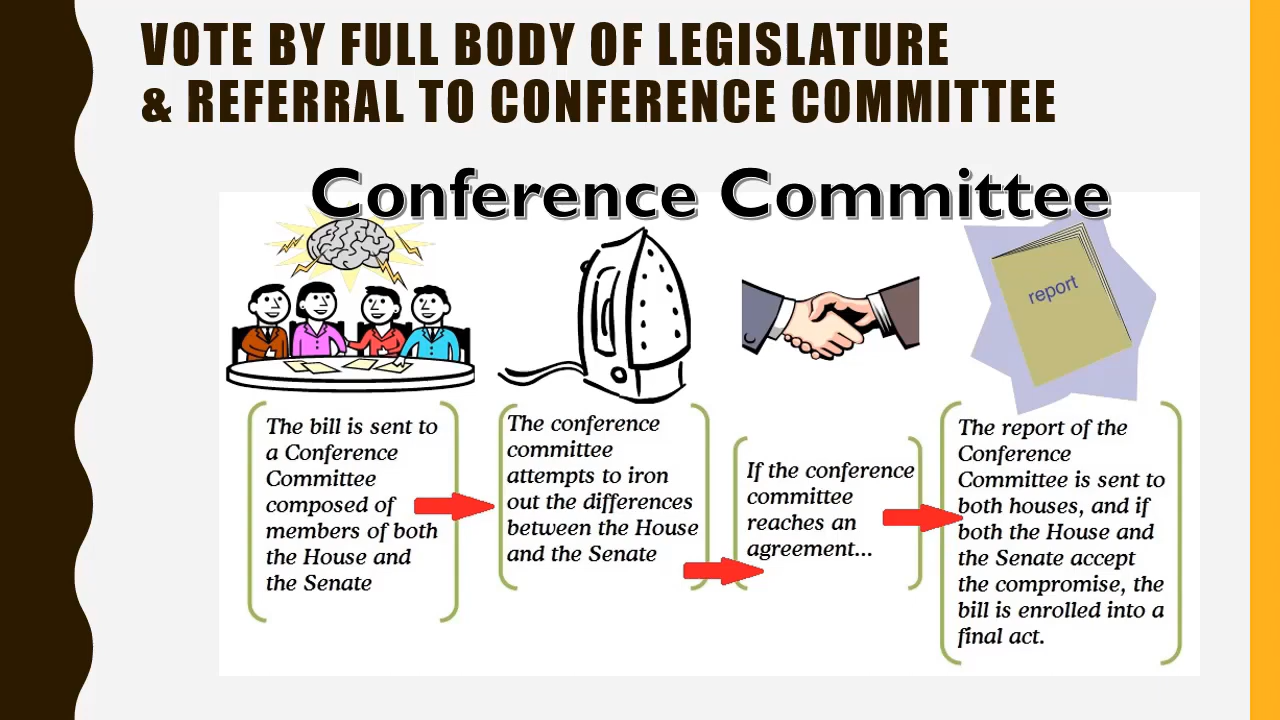 VOTE BY FULL BODY OF LEGISLATURE
& REFERRAL TO CONFERENCE COMMITTEE
Conference Committee
report
The bill is sent to
a Conference
Committee
composed of
members of both
the House and
the Senate
The conference
committee
attempts to iron
out the differences
between the House
and the Senate
If the conference
committee
reaches an
agreement...
The report of the
Conference
Committee is sent to
both houses, and if
both the House and
the Senate accept
the compromise, the
bill is enrolled into a
final act.